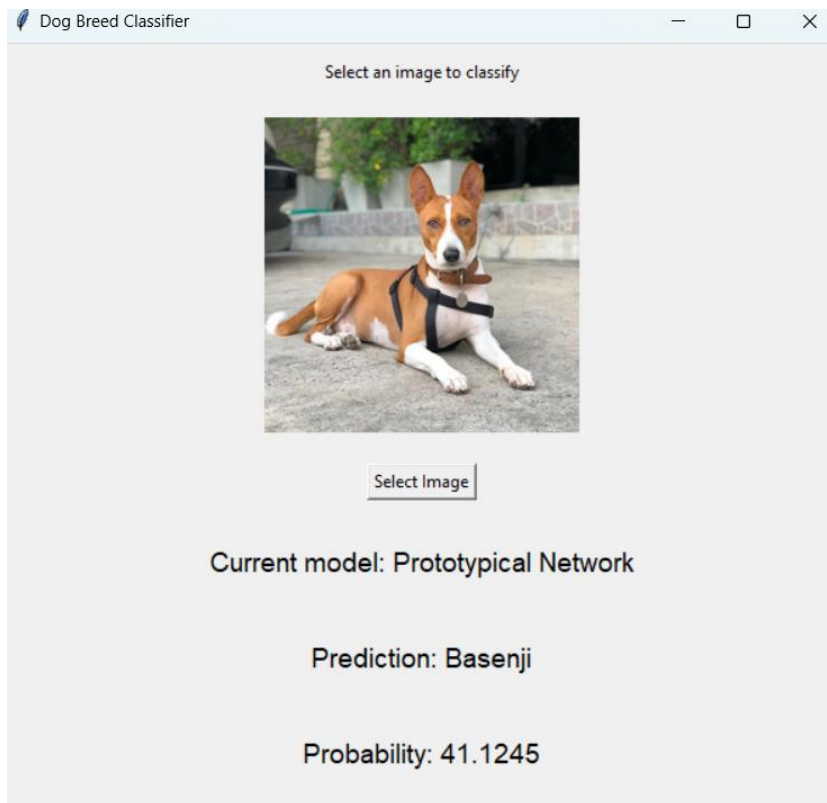 Dog Breed Classifier
Select an image to classify
Select Image
Current model: Prototypical Network
Prediction: Basenji
Probability: 41.1245